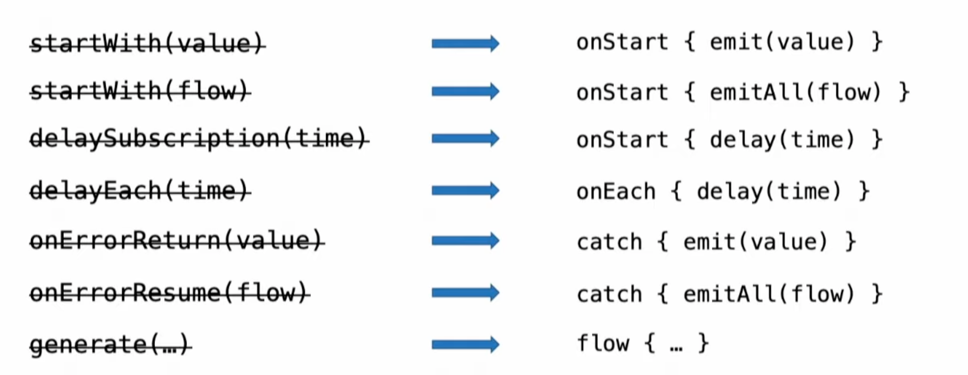 startWith(value) onStart { emit(value) }
startWith(flow) onStart { emitAll(flow) }
delaySubscription(time) onStart { delay(time) }
delayEach(time) onEach { delay(time) }
onErrorReturn(value) catch { emit(value) }
onErrorResume(flow) catch { emitAll(flow) }
generate(…) flow { … }